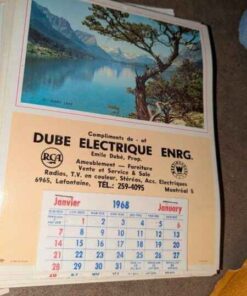 Compliments de - of
DUBE ELECTRIQUE ENRG.
Emile Dubé, Prop.
RCA
Ameublement — Furniture
Vente et Service & Sale
Radios, T.V. en couleur, Stéréos, Acc. Electriques
6965, Lafontaine, TEL.: 259-4095 Montréal 5
Janvier 1968 January
1 2 3 4 5 6
7 8 9 10 11 12 13
14 15 16 17 18 19 20
21 22 23 24 25 26 27
28 29 30 31